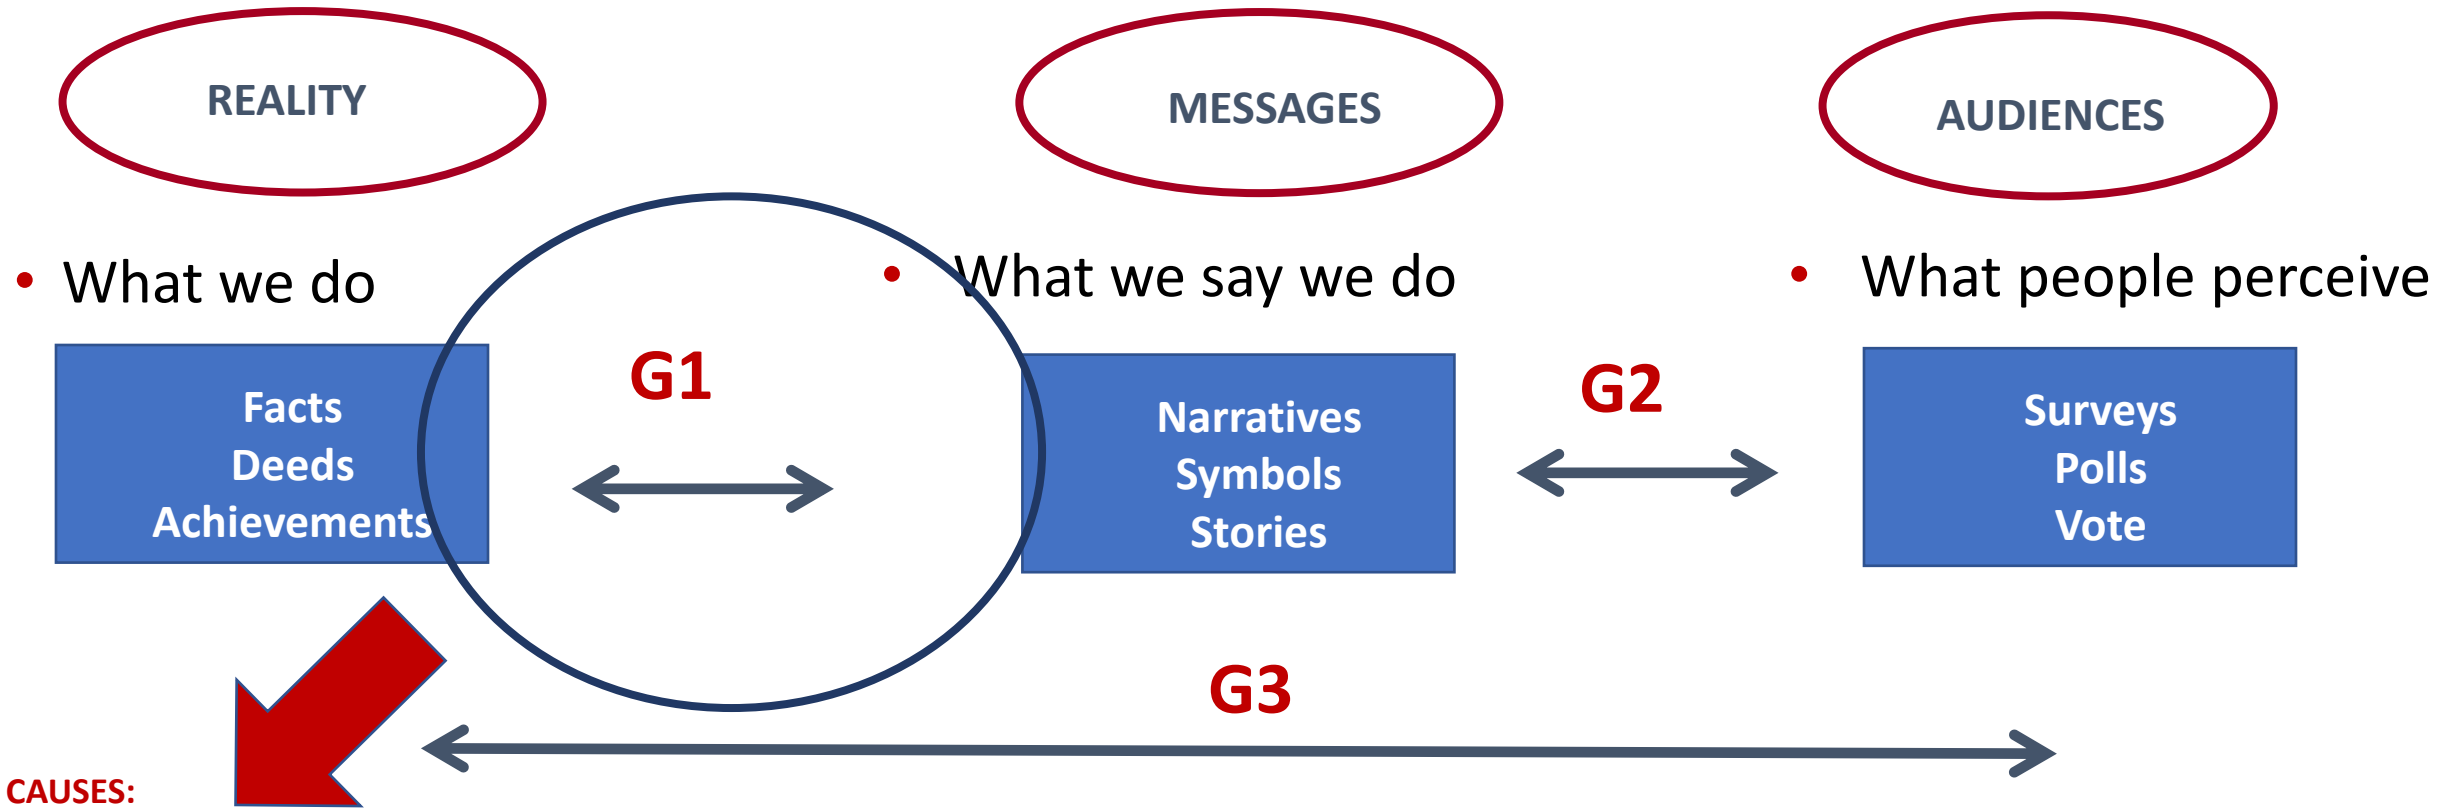 REALITY
MESSAGES
AUDIENCES
• What we do
• What we say we do
• What people perceive
Facts
Deeds
Achievements
G1
Narratives
Symbols
Stories
G2
Surveys
Polls
Vote
G3
CAUSES: